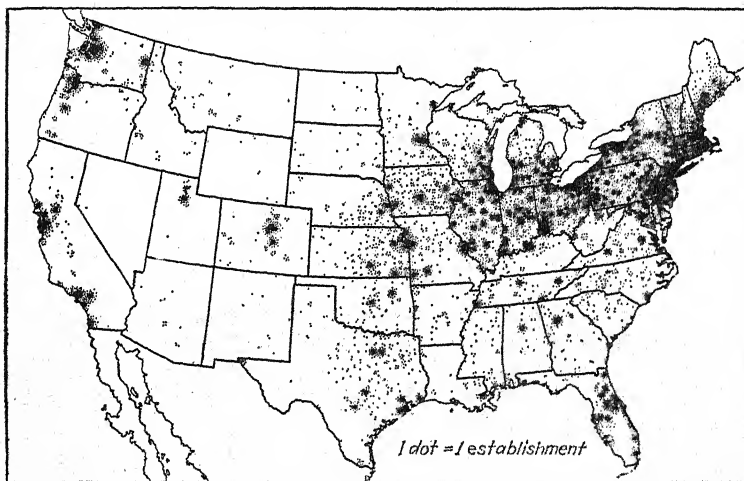 1 dot = 1 establishment